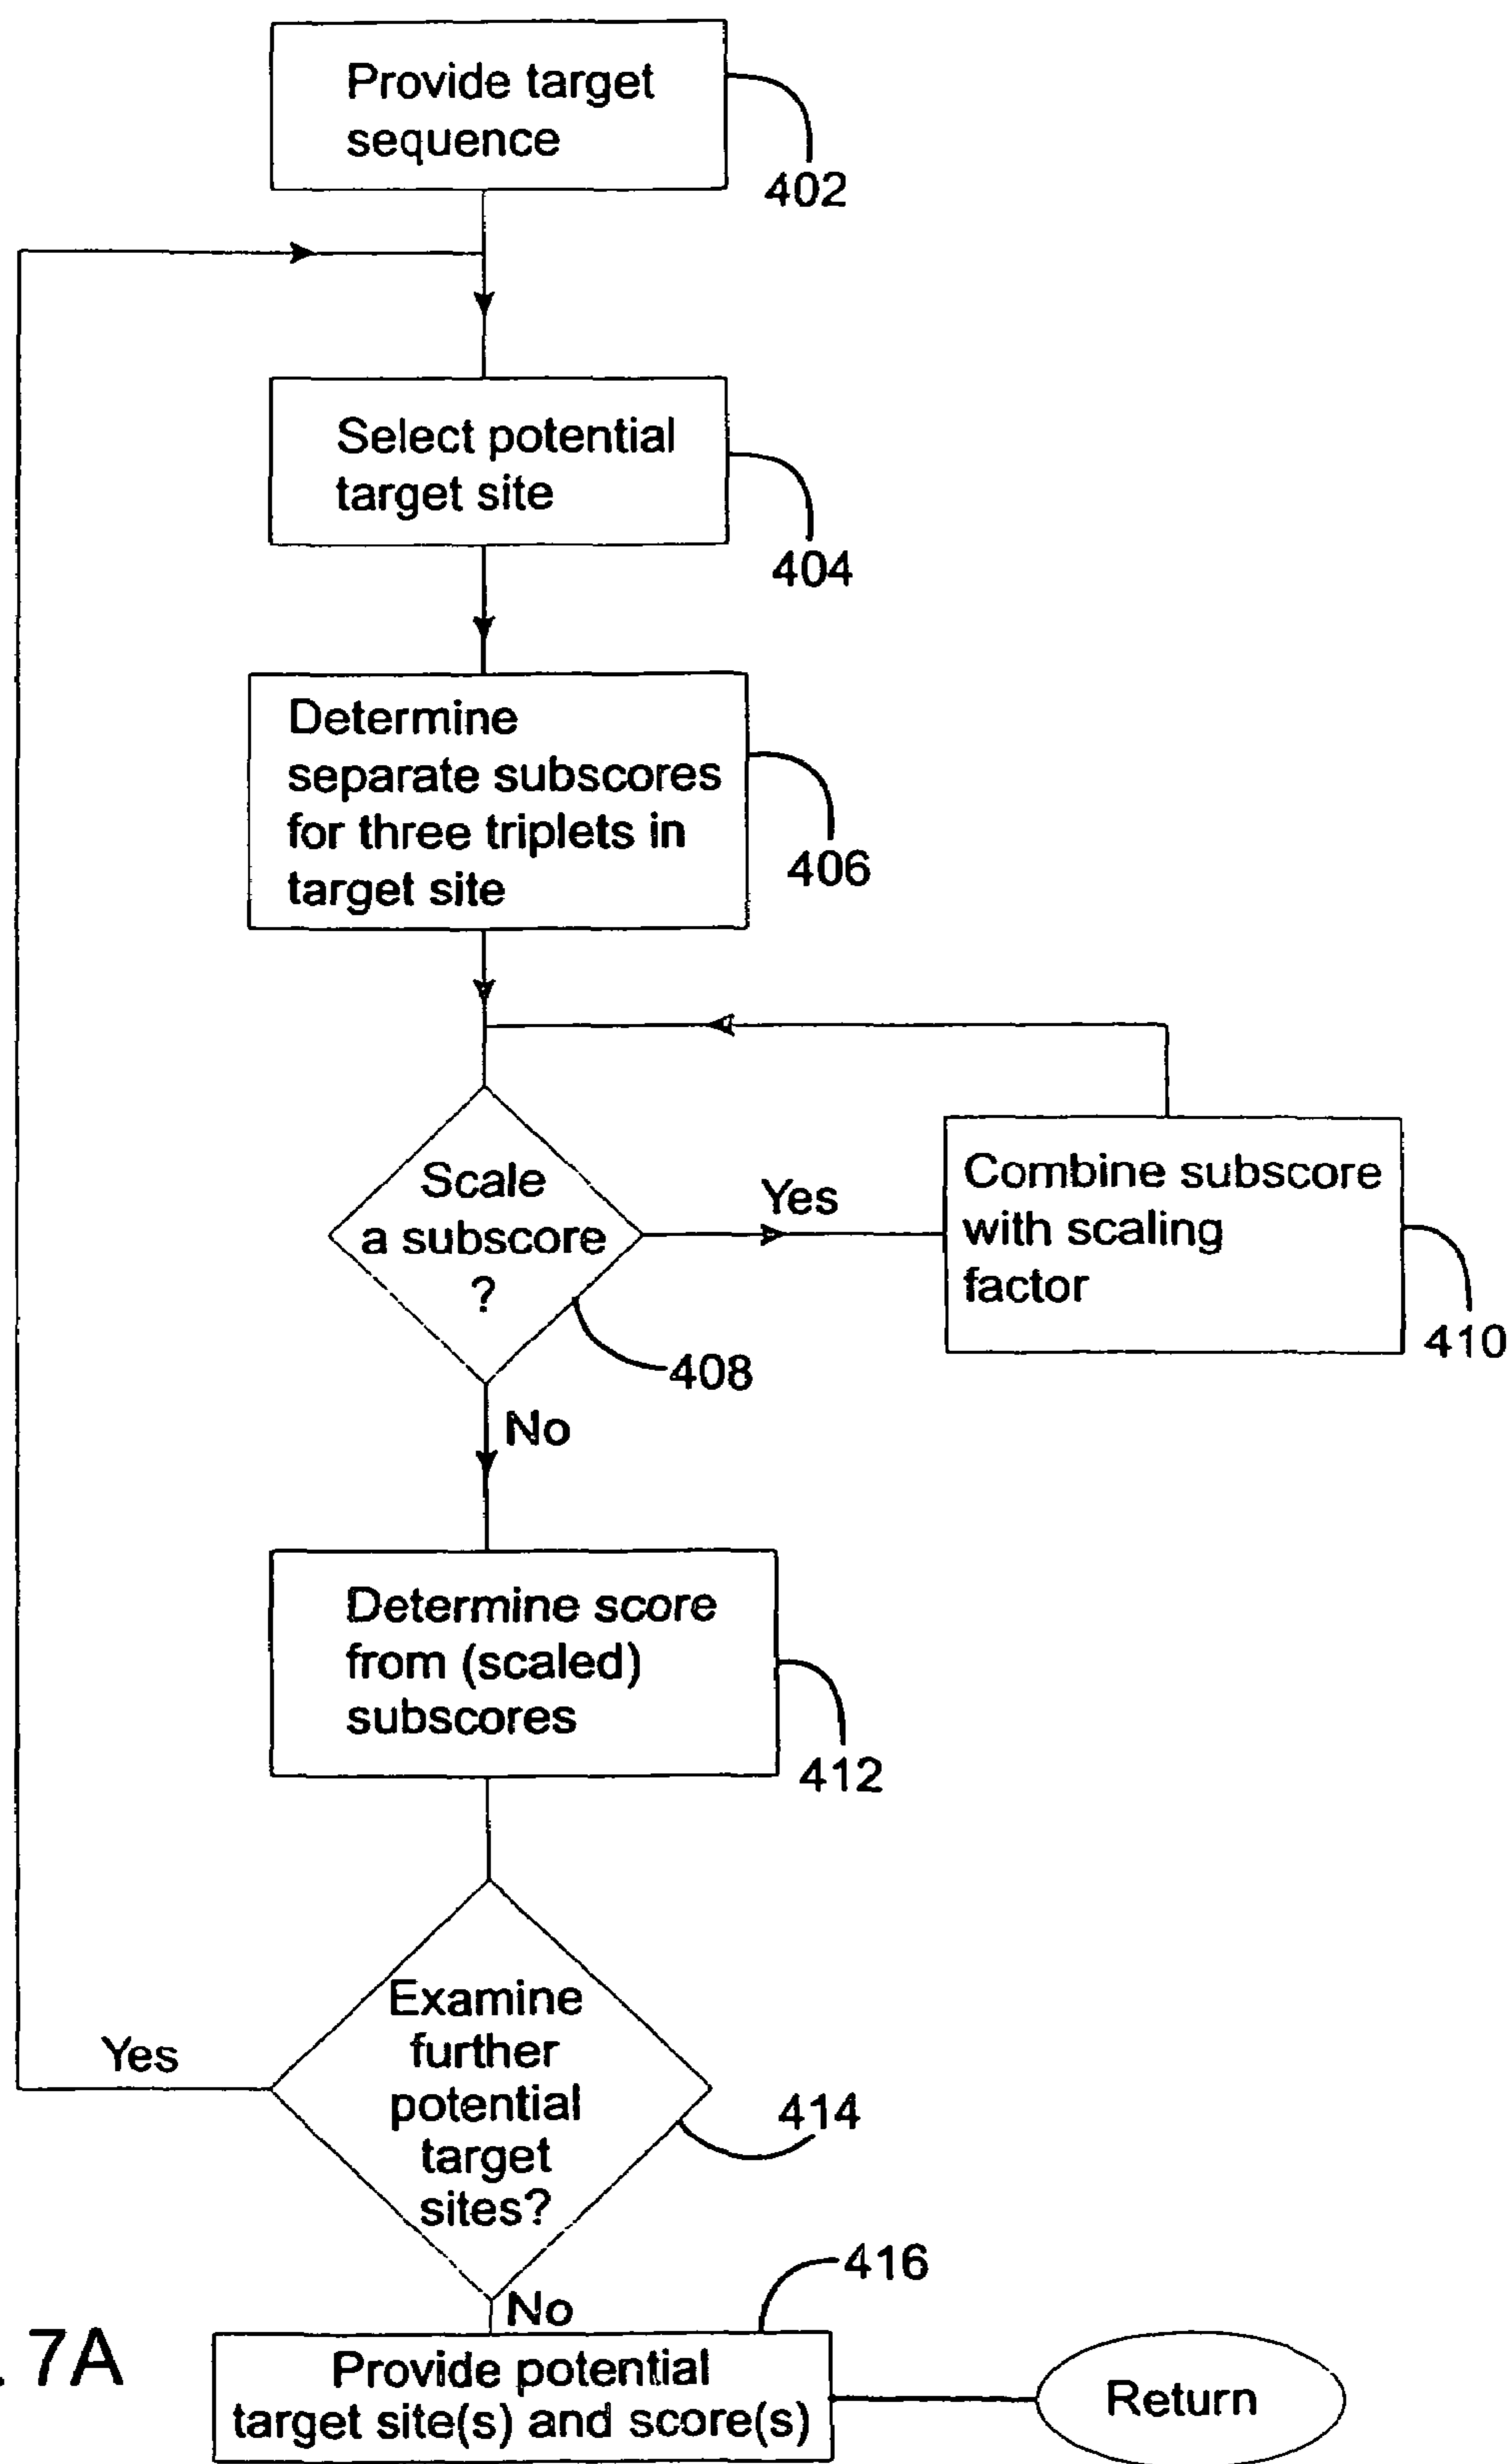 Provide target
sequence
402
Select potential
target site
404
Determine
separate subscores
for three triplets in
target site
406
Scale
a subscore
?
408
Yes
Combine subscore
with scaling
factor
410
No
Determine score
from (scaled)
subscores
412
Examine
further
potential
target
sites?
Yes
414
No
416
Provide potential
target site(s) and score(s)
Return
. 7A